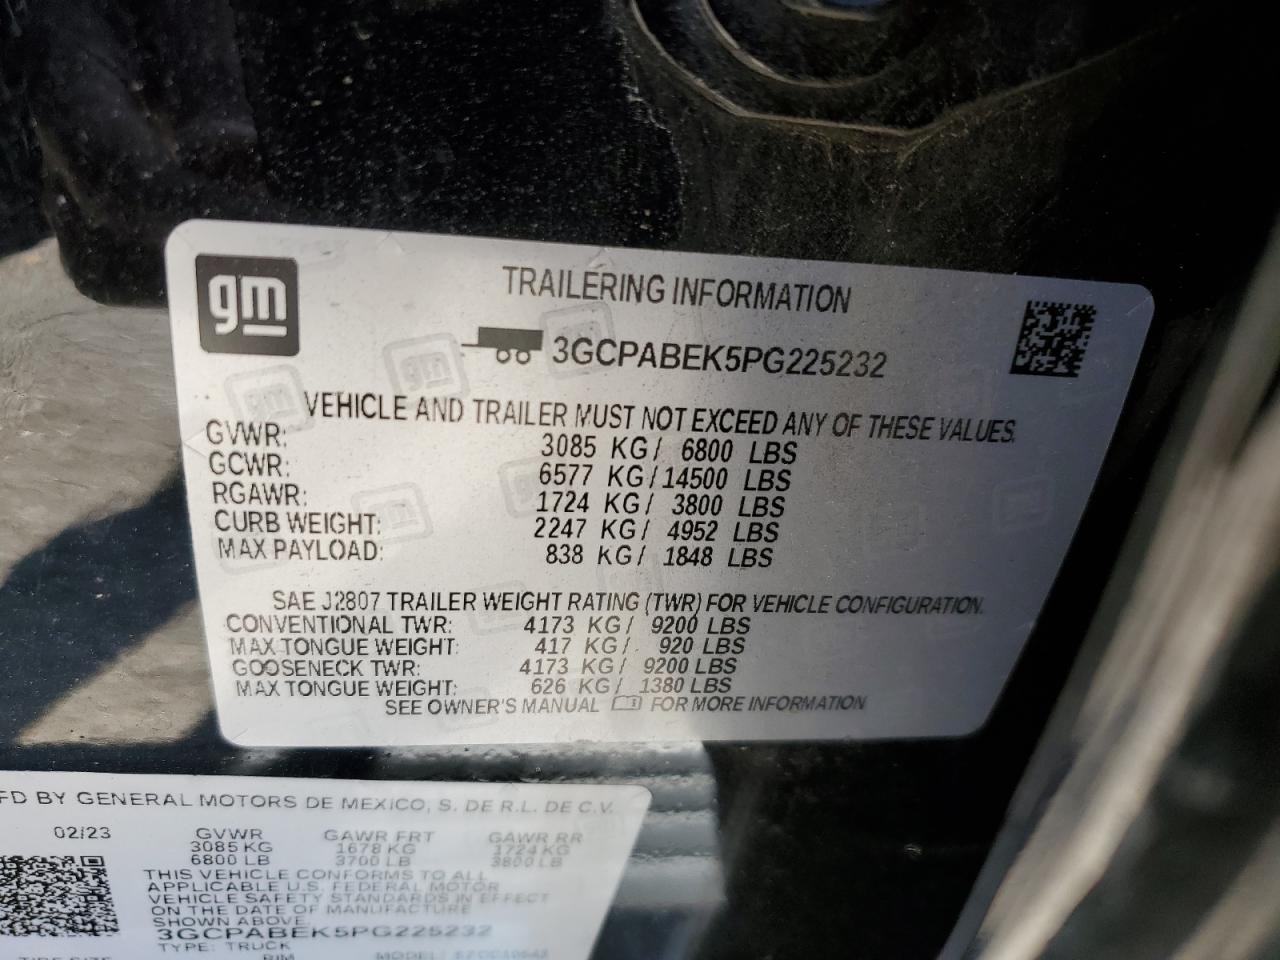 gm
TRAILERING INFORMATION
3GCPABEK5PG225232
VEHICLE AND TRAILER MUST NOT EXCEED ANY OF THESE VALUES.
GVWR: 3085 KG/ 6800 LBS
GCWR: 6577 KG/14500 LBS
RGAWR: 1724 KG/ 3800 LBS
CURB WEIGHT: 2247 KG/ 4952 LBS
MAX PAYLOAD: 838 KG/ 1848 LBS
SAE J2807 TRAILER WEIGHT RATING (TWR) FOR VEHICLE CONFIGURATION.
CONVENTIONAL TWR: 4173 KG/ 9200 LBS
MAX TONGUE WEIGHT: 417 KG/ 920 LBS
GOOSENECK TWR: 4173 KG/ 9200 LBS
MAX TONGUE WEIGHT: 626 KG/ 1380 LBS
SEE OWNER'S MANUAL FOR MORE INFORMATION
FD BY GENERAL MOTORS DE MEXICO, S. DE R.L. DE C.V.
02/23 GVWR GAWR FRT GAWR RR
3085 KG 1678 KG 1724 KG
6800 LB 3700 LB 3800 LB
THIS VEHICLE CONFORMS TO ALL
APPLICABLE U.S. FEDERAL MOTOR
VEHICLE SAFETY STANDARDS IN EFFECT
ON THE DATE OF MANUFACTURE
SHOWN ABOVE.
3GCPABEK5PG225232
TYPE: TRUCK
TIRE SIZE RIM MODEL: